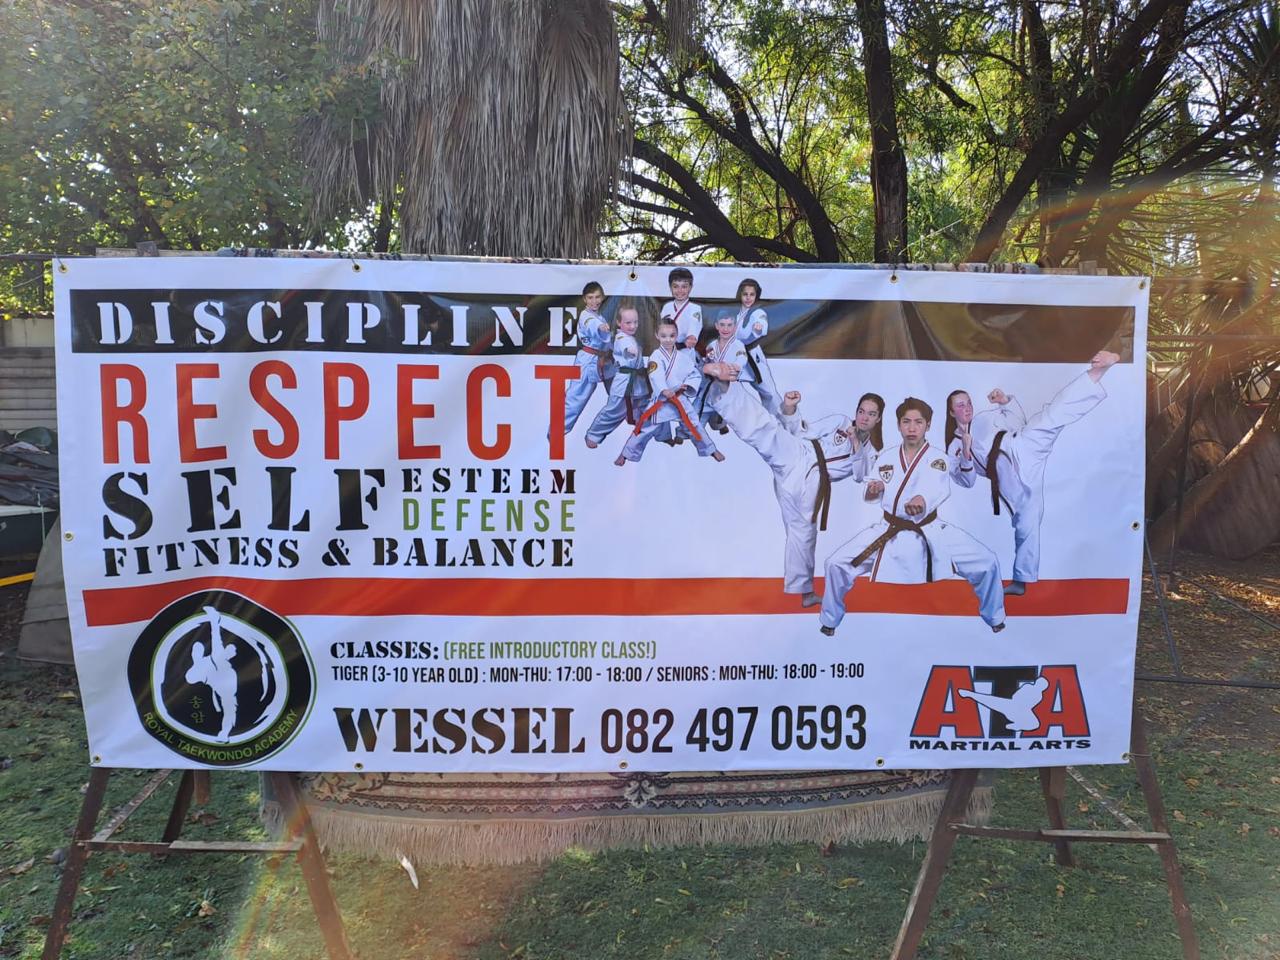 DISCIPLINE
RESPECT
SELF ESTEEM
DEFENSE
FITNESS & BALANCE
CLASSES: (FREE INTRODUCTORY CLASS!)
TIGER (3-10 YEAR OLD) : MON-THU: 17:00 - 18:00 / SENIORS : MON-THU: 18:00 - 19:00
WESSEL 082 497 0593
송
암
ROYAL TAEKWONDO ACADEMY
ATA
MARTIAL ARTS